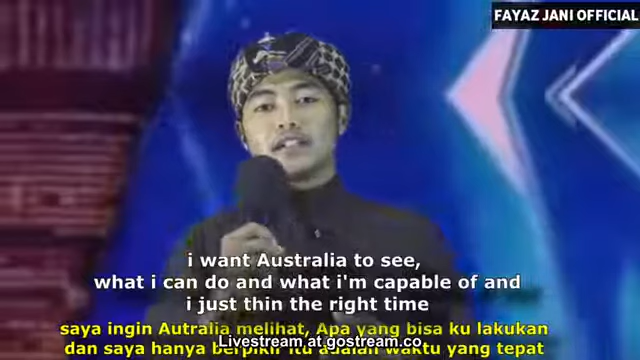 FAYAZ JANI OFFICIAL
i want Australia to see,
what i can do and what i'm capable of and
i just thin the right time
saya ingin Autralia melihat, Apa yang bisa ku lakukan
dan saya hanya berpikir itu adalah waktu yang tepat
Livestream at gostream.co